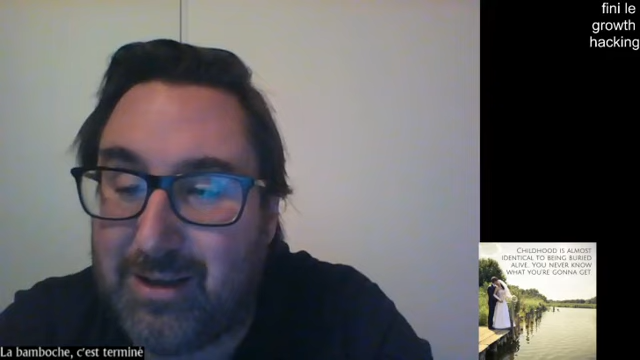 fini le
growth
hacking
CHILDHOOD IS ALMOST
IDENTICAL TO BEING BURIED
ALIVE. YOU NEVER KNOW
WHAT YOU'RE GONNA GET.
La bamboche, c'est terminé